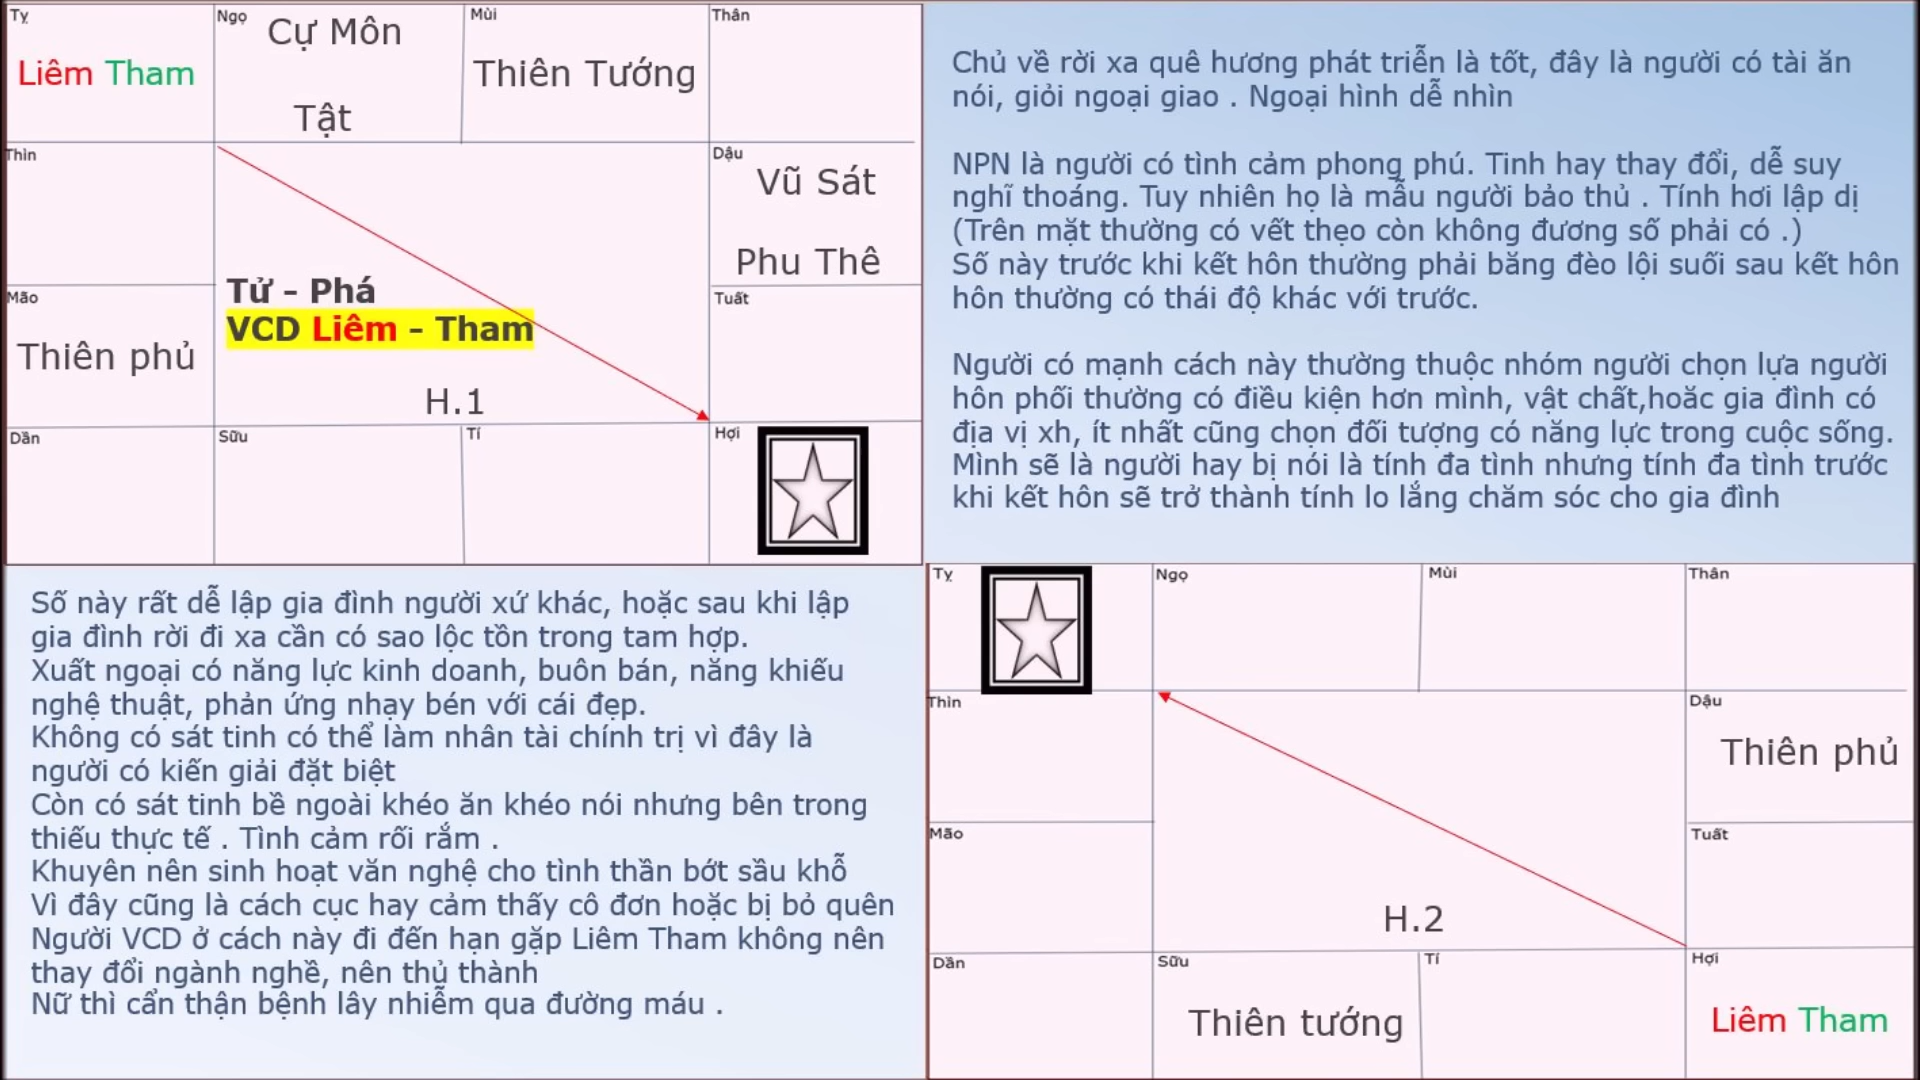 Tỵ
Liêm Tham
Ngọ
Cự Môn
Tật
Mùi
Thiên Tướng
Thân
Thìn
Dậu
Vũ Sát
Phu Thê
Mão
Thiên phủ
Tử - Phá
VCD Liêm - Tham
H.1
Tuất
Dần
Sữu
Tí
Hợi
Chủ về rời xa quê hương phát triễn là tốt, đây là người có tài ăn
nói, giỏi ngoại giao . Ngoại hình dễ nhìn
NPN là người có tình cảm phong phú. Tinh hay thay đổi, dễ suy
nghĩ thoáng. Tuy nhiên họ là mẫu người bảo thủ . Tính hơi lập dị
(Trên mặt thường có vết thẹo còn không đương số phải có .)
Số này trước khi kết hôn thường phải băng đèo lội suối sau kết hôn
hôn thường có thái độ khác với trước.
Người có mạnh cách này thường thuộc nhóm người chọn lựa người
hôn phối thường có điều kiện hơn mình, vật chất,hoăc gia đình có
địa vị xh, ít nhất cũng chọn đối tượng có năng lực trong cuộc sống.
Mình sẽ là người hay bị nói là tính đa tình nhưng tính đa tình trước
khi kết hôn sẽ trở thành tính lo lắng chăm sóc cho gia đình
Số này rất dễ lập gia đình người xứ khác, hoặc sau khi lập
gia đình rời đi xa cần có sao lộc tồn trong tam hợp.
Xuất ngoại có năng lực kinh doanh, buôn bán, năng khiếu
nghệ thuật, phản ứng nhạy bén với cái đẹp.
Không có sát tinh có thể làm nhân tài chính trị vì đây là
người có kiến giải đặt biệt
Còn có sát tinh bề ngoài khéo ăn khéo nói nhưng bên trong
thiếu thực tế . Tình cảm rối rắm .
Khuyên nên sinh hoạt văn nghệ cho tình thần bớt sầu khỗ
Vì đây cũng là cách cục hay cảm thấy cô đơn hoặc bị bỏ quên
Người VCD ở cách này đi đến hạn gặp Liêm Tham không nên
thay đổi ngành nghề, nên thủ thành
Nữ thì cẩn thận bệnh lây nhiễm qua đường máu .
Tỵ
Ngọ
Mùi
Thân
Thìn
Dậu
Thiên phủ
Mão
Tuất
H.2
Dần
Sữu
Thiên tướng
Tí
Hợi
Liêm Tham